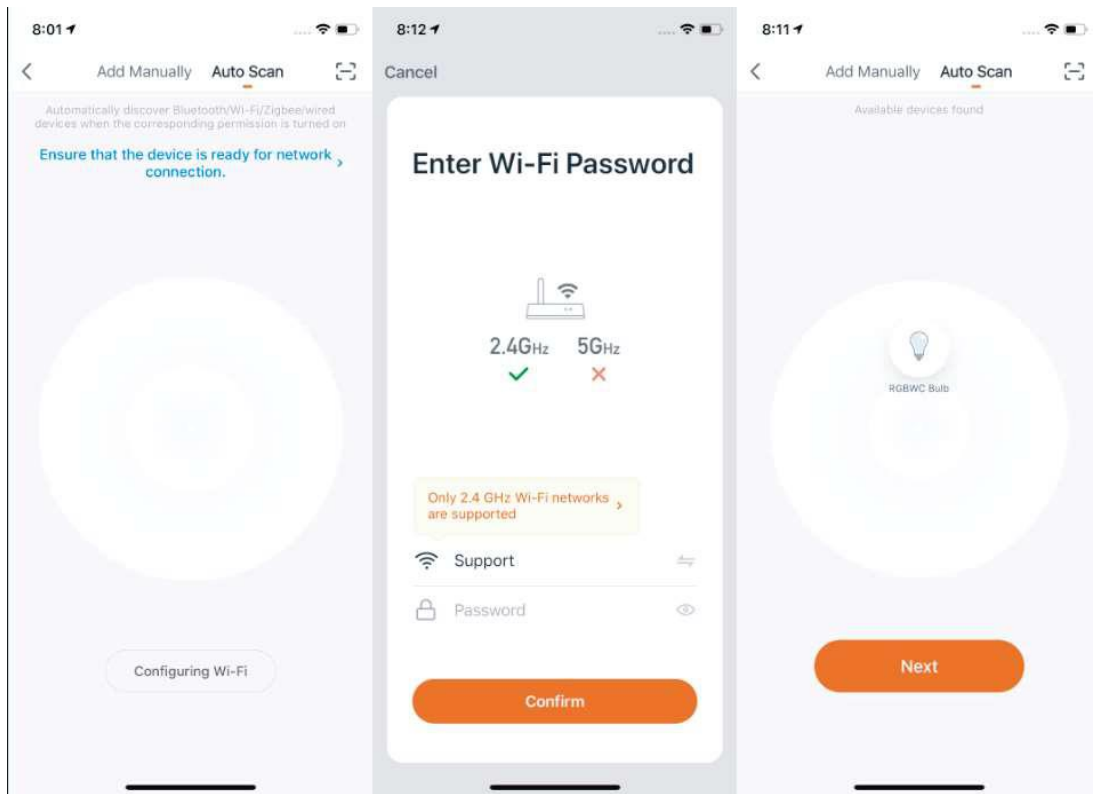 8:01
Add Manually Auto Scan
Automatically discover Bluetooth/Wi-Fi/Zigbee/wired
devices when the corresponding permission is turned on
Ensure that the device is ready for network
connection.
Configuring Wi-Fi
8:12
Cancel
Enter Wi-Fi Password
2.4GHz 5GHz
Only 2.4 GHz Wi-Fi networks
are supported
Support
Password
Confirm
8:11
Add Manually Auto Scan
Available devices found
RGBWC Bulb
Next